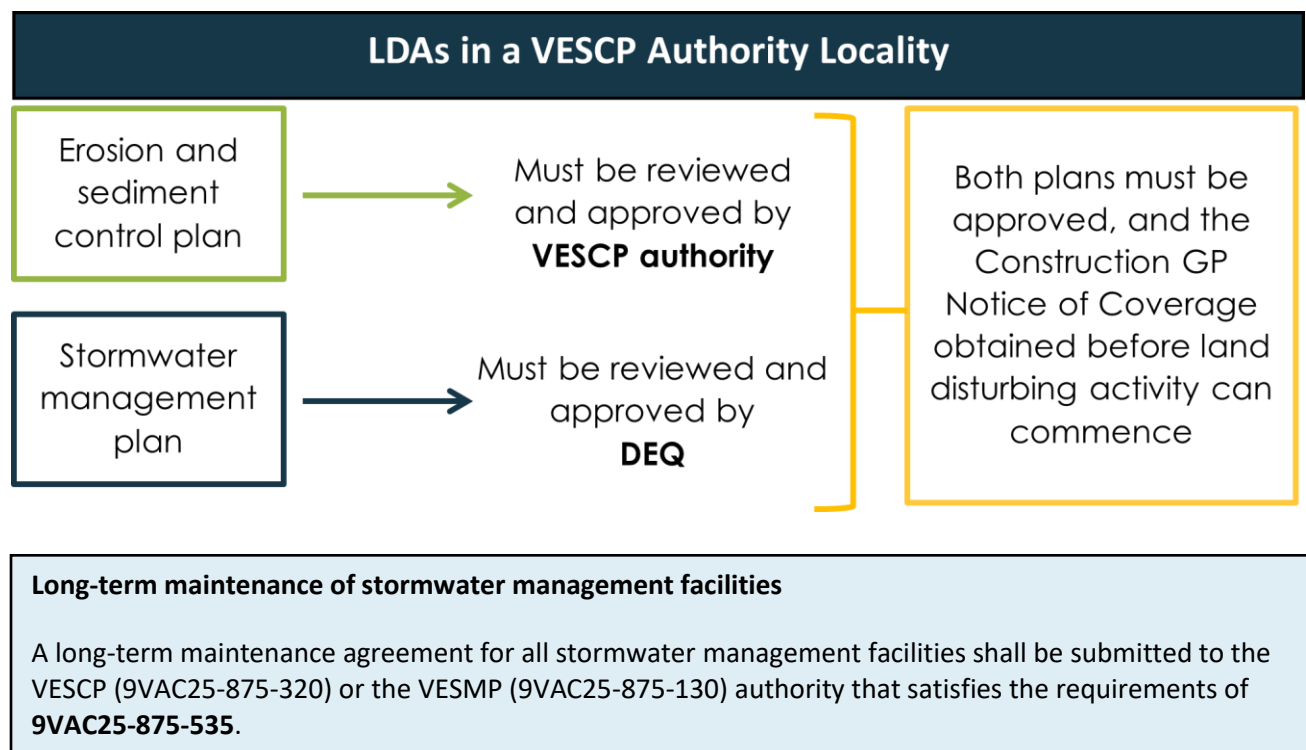 LDAs in a VESCP Authority Locality
Erosion and
sediment
control plan
Must be reviewed
and approved by
VESCP authority
Stormwater
management
plan
Must be reviewed and
approved by
DEQ
Both plans must be
approved, and the
Construction GP
Notice of Coverage
obtained before land
disturbing activity can
commence
Long-term maintenance of stormwater management facilities
A long-term maintenance agreement for all stormwater management facilities shall be submitted to the
VESCP (9VAC25-875-320) or the VESMP (9VAC25-875-130) authority that satisfies the requirements of
9VAC25-875-535.